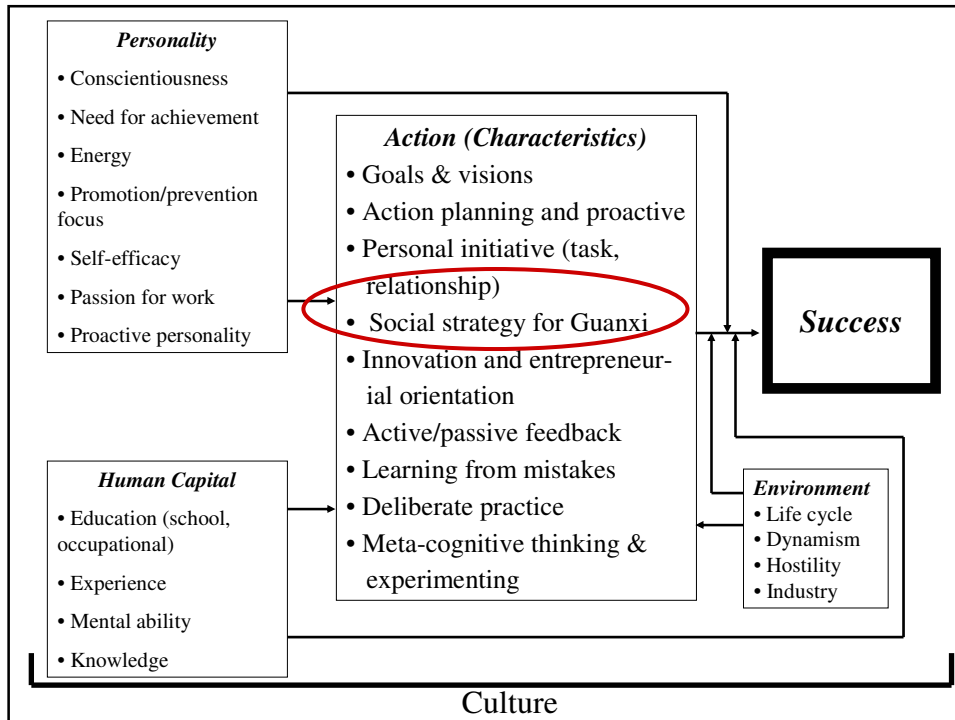 Personality
• Conscientiousness
• Need for achievement
• Energy
• Promotion/prevention
focus
• Self-efficacy
• Passion for work
• Proactive personality
Human Capital
• Education (school,
occupational)
• Experience
• Mental ability
• Knowledge
Action (Characteristics)
• Goals & visions
• Action planning and proactive
• Personal initiative (task,
relationship)
• Social strategy for Guanxi
• Innovation and entrepreneur-
ial orientation
• Active/passive feedback
• Learning from mistakes
• Deliberate practice
• Meta-cognitive thinking &
experimenting
Success
Environment
• Life cycle
• Dynamism
• Hostility
• Industry
Culture